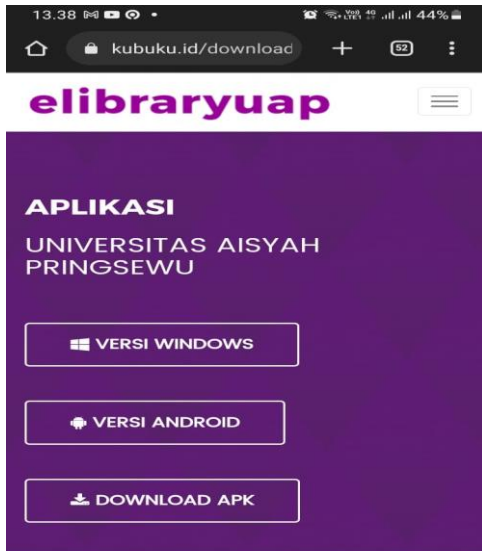 13.38
44%
kubuku.id/download
52
elibraryuap
APLIKASI
UNIVERSITAS AISYAH
PRINGSEWU
VERSI WINDOWS
VERSI ANDROID
DOWNLOAD APK